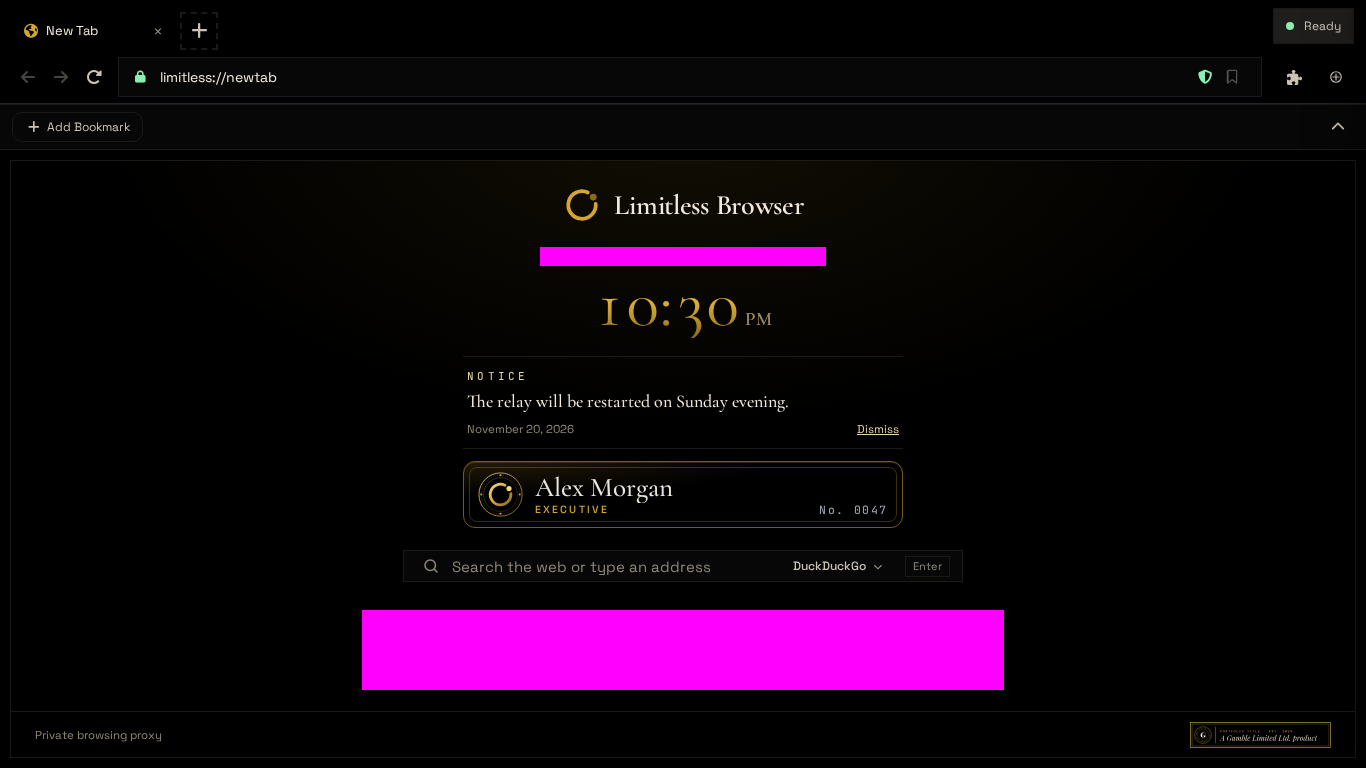 New Tab
Ready
limitless://newtab
Add Bookmark
Limitless Browser
10:30 PM
NOTICE
The relay will be restarted on Sunday evening.
November 20, 2026
Dismiss
Alex Morgan
EXECUTIVE
No. 0047
Search the web or type an address
DuckDuckGo
Enter
Private browsing proxy
G
A Gamble Limited Ltd. product